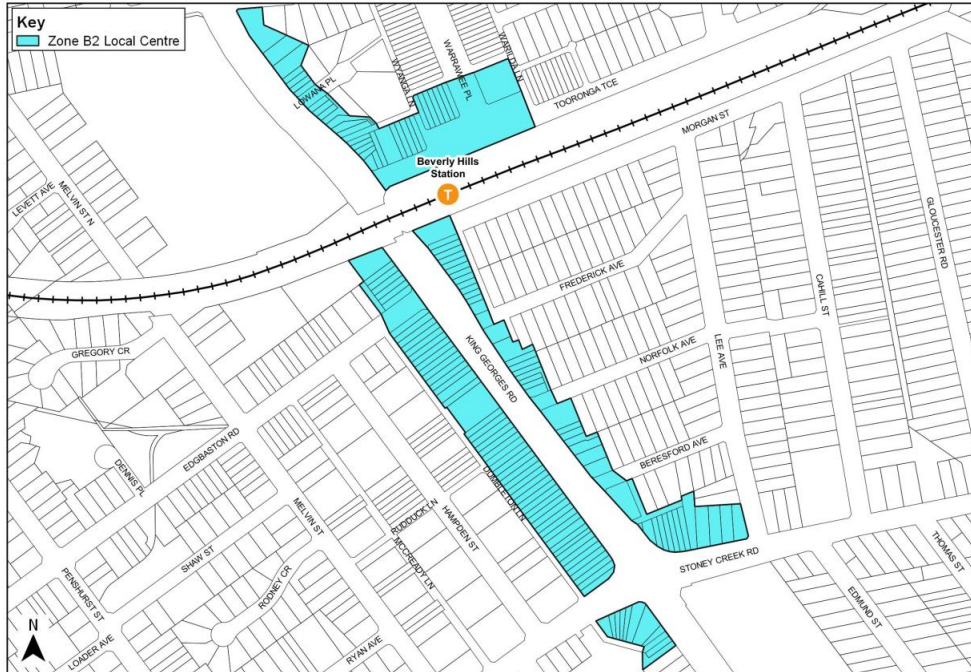 Key
Zone B2 Local Centre
LOWANA PL
WYANGA LN
WARRAWEE PL
WARILDA LN
TOORONGA TCE
MORGAN ST
Beverly Hills
Station
T
LEVETT AVE
MELVIN ST N
GLOUCESTER RD
FREDERICK AVE
CAHILL ST
GREGORY CR
KING GEORGES RD
NORFOLK AVE
LEE AVE
EDGBASTON RD
BERESFORD AVE
DENNIS PL
DUMBLETON LN
MELVIN ST
RUDDUCK LN
HAMPDEN ST
SHAW ST
MCCREADY LN
STONEY CREEK RD
THOMAS ST
PENSHURST ST
RODNEY CR
EDMUND ST
N
LOADER AVE
RYAN AVE